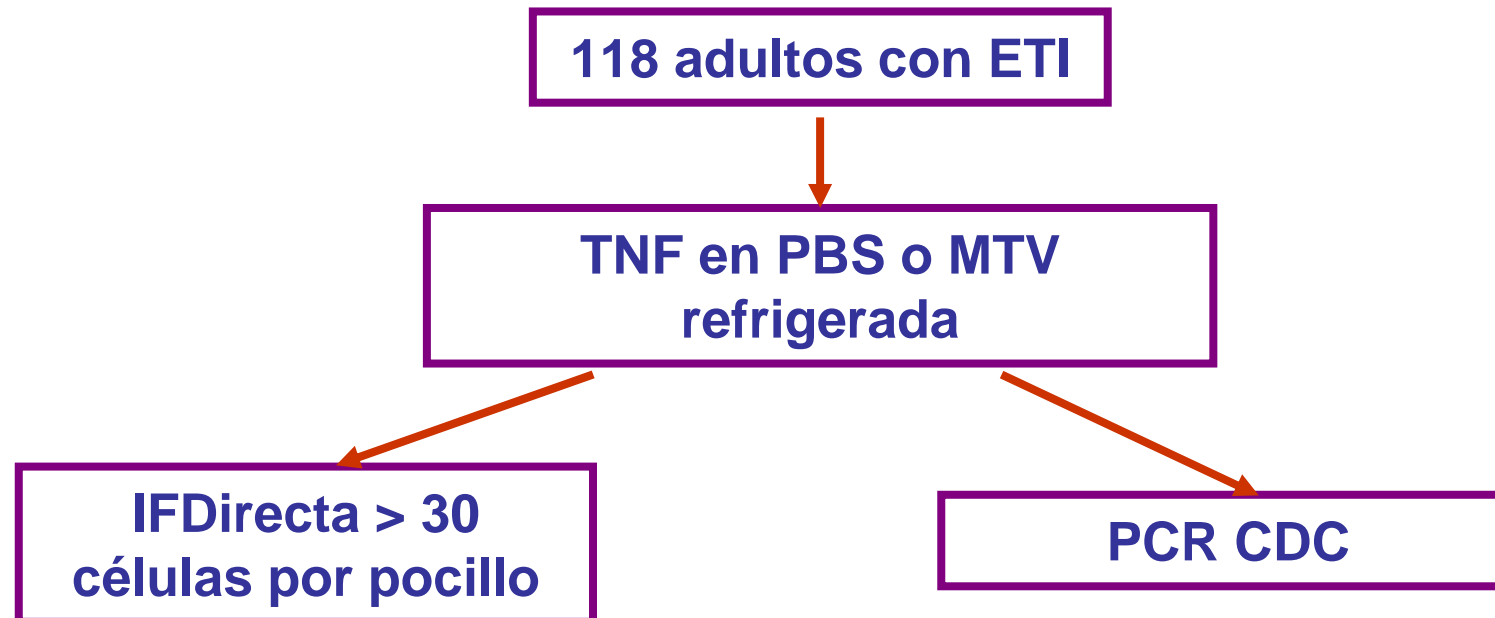 118 adultos con ETI
TNF en PBS o MTV
refrigerada
IFDirecta > 30
células por pocillo
PCR CDC